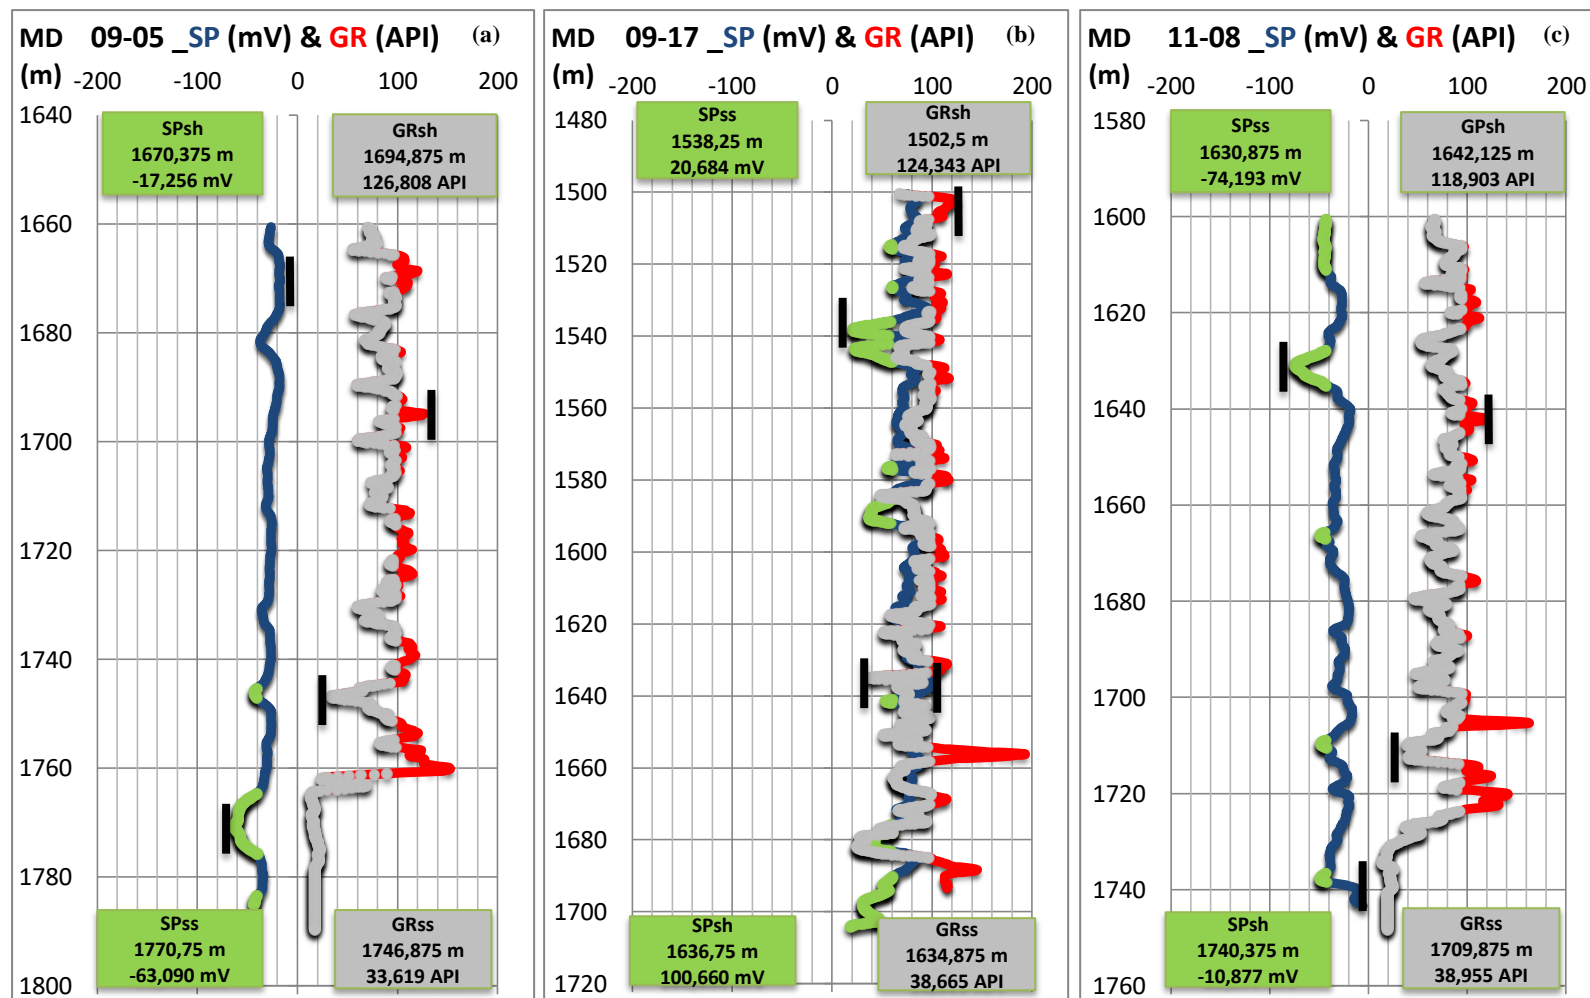 MD 09-05 _SP (mV) & GR (API) (a)
(m)
-200 -100 0 100 200
1640
1660
1680
1700
1720
1740
1760
1780
1800
SPsh
1670,375 m
-17,256 mV
GRsh
1694,875 m
126,808 API
SPss
1770,75 m
-63,090 mV
GRss
1746,875 m
33,619 API
MD 09-17 _SP (mV) & GR (API) (b)
(m)
-200 -100 0 100 200
1480
1500
1520
1540
1560
1580
1600
1620
1640
1660
1680
1700
1720
SPss
1538,25 m
20,684 mV
GRsh
1502,5 m
124,343 API
SPsh
1636,75 m
100,660 mV
GRss
1634,875 m
38,665 API
MD 11-08 _SP (mV) & GR (API) (c)
(m)
-200 -100 0 100 200
1580
1600
1620
1640
1660
1680
1700
1720
1740
1760
SPss
1630,875 m
-74,193 mV
GPsh
1642,125 m
118,903 API
SPsh
1740,375 m
-10,877 mV
GRss
1709,875 m
38,955 API